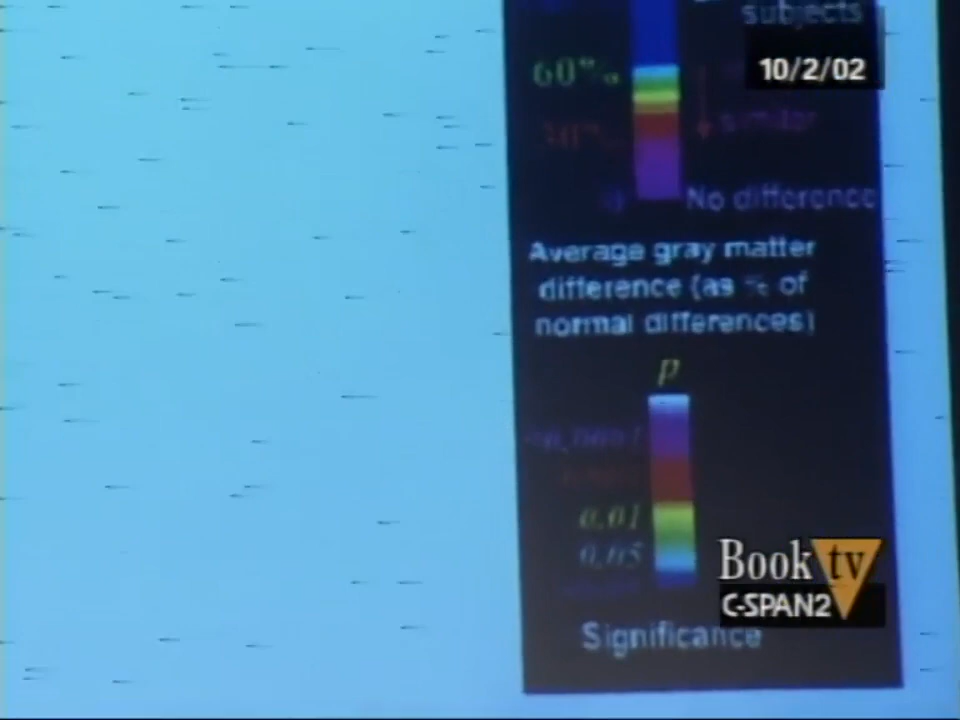 subjects
10/2/02
60%
similar
No difference
Average gray matter
difference (as % of
normal differences)
p
0.01
0.05
Book tv
C-SPAN2
Significance